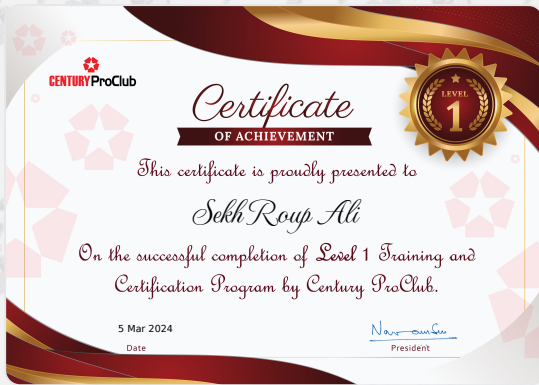 CENTURY ProClub
LEVEL
1
Certificate
OF ACHIEVEMENT
This certificate is proudly presented to
Sekh Roup Ali
On the successful completion of Level 1 Training and
Certification Program by Century ProClub.
5 Mar 2024
Date
President